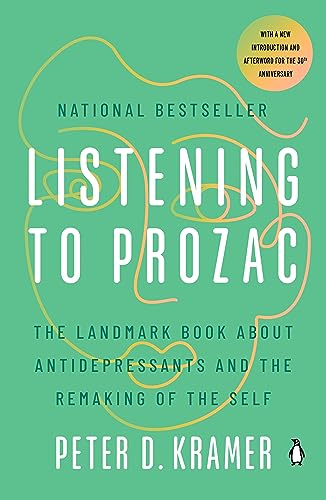 WITH A NEW
INTRODUCTION AND
AFTERWORD FOR THE 30TH
ANNIVERSARY
NATIONAL BESTSELLER
LISTENING
TO PROZAC
THE LANDMARK BOOK ABOUT
ANTIDEPRESSANTS AND THE
REMAKING OF THE SELF
PETER D. KRAMER